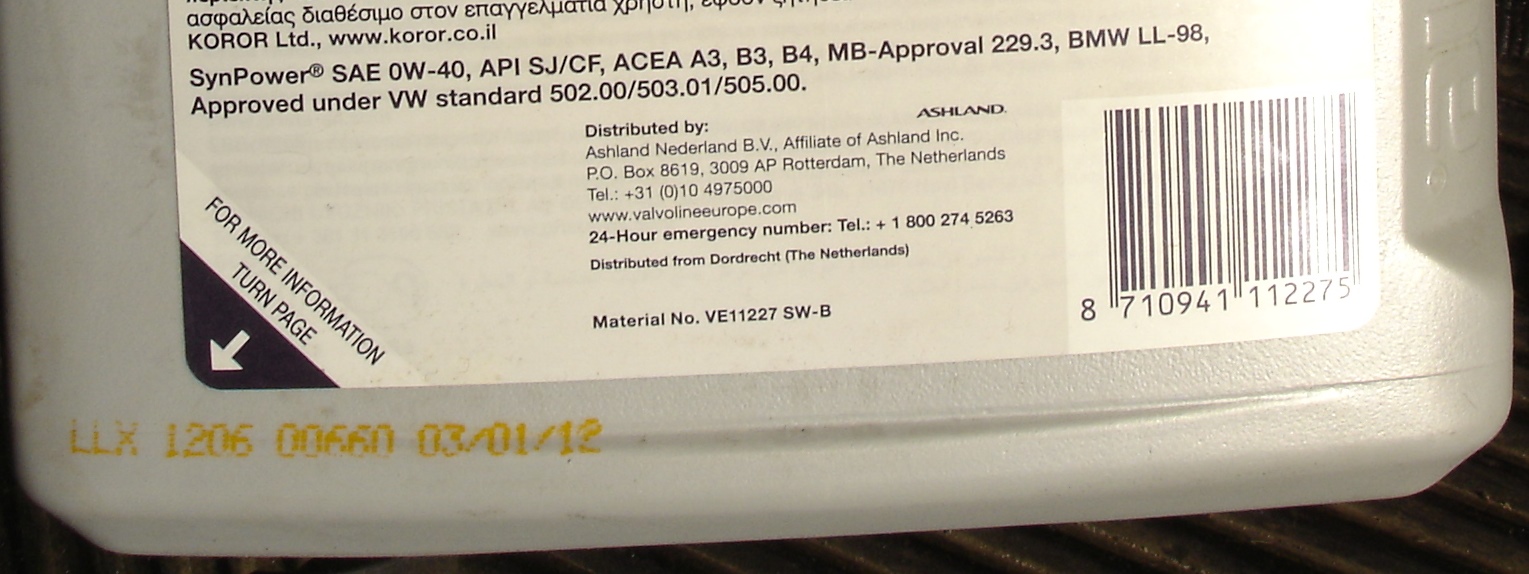 ασφαλείας διαθέσιμο στον επαγγελματία χρήστη, εφόσον
KOROR Ltd., www.koror.co.il
SynPower® SAE 0W-40, API SJ/CF, ACEA A3, B3, B4, MB-Approval 229.3, BMW LL-98,
Approved under VW standard 502.00/503.01/505.00.
ASHLAND.
Distributed by:
Ashland Nederland B.V., Affiliate of Ashland Inc.
P.O. Box 8619, 3009 AP Rotterdam, The Netherlands
Tel.: +31 (0)10 4975000
www.valvolineeurope.com
24-Hour emergency number: Tel.: + 1 800 274 5263
Distributed from Dordrecht (The Netherlands)
Material No. VE11227 SW-B
FOR MORE INFORMATION
TURN PAGE
8 710941 112275
LLX 1206 00660 03/01/12